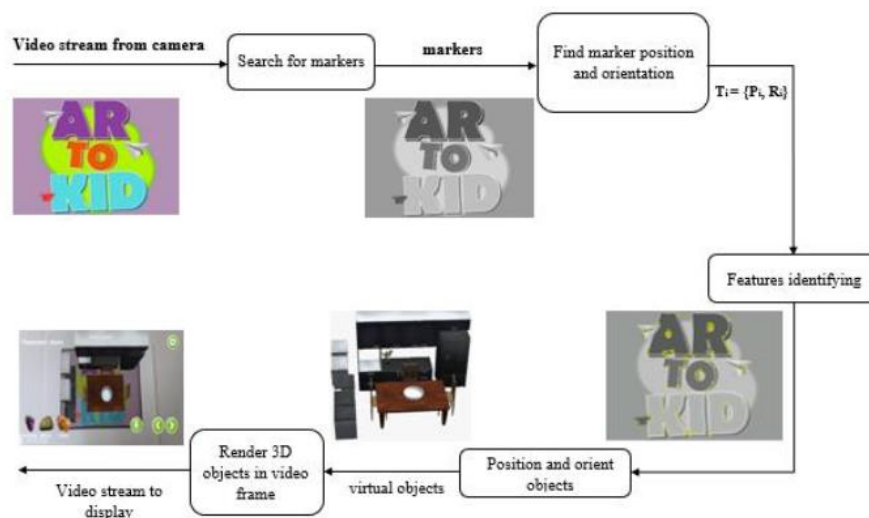 Video stream from camera
Search for markers
markers
Find marker position
and orientation
Tᵢ = {Pᵢ, Rᵢ}
AR
TO
KID
AR
TO
KID
Features identifying
AR
TO
KID
Position and orient
objects
virtual objects
Render 3D
objects in video
frame
Video stream to
display